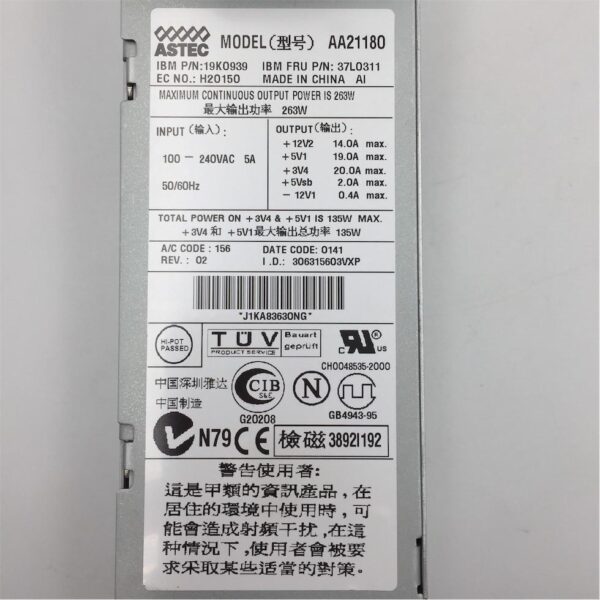 ASTEC MODEL(型号) AA21180
IBM P/N:19K0939 IBM FRU P/N: 37L0311
EC NO.: H20150 MADE IN CHINA AI
MAXIMUM CONTINUOUS OUTPUT POWER IS 263W
最大输出功率 263W
INPUT (输入) :
100 - 240VAC 5A
50/60Hz
OUTPUT(输出) :
+12V2 14.0A max.
+5V1 19.0A max.
+3V4 20.0A max.
+5Vsb 2.0A max.
- 12V1 0.4A max.
TOTAL POWER ON +3V4 & +5V1 IS 135W MAX.
+3V4 和 +5V1最大输出总功率 135W
A/C CODE : 156 DATE CODE: 0141
REV. : 02 I.D.: 306315603VXP
*J1KA83630NG*
HI-POT
PASSED
TÜV
PRODUCT SERVICE
Bauart
geprüft
c UR US
CH0048535-2000
中国深圳雅达
中国制造
CIB
S&E
G20208
N
GB4943-95
N79 CE 檢磁 3892I192
警告使用者:
這是甲類的資訊產品, 在
居住的環境中使用時, 可
能會造成射頻干扰, 在這
种情况下, 使用者會被要
求采取某些适當的對策.